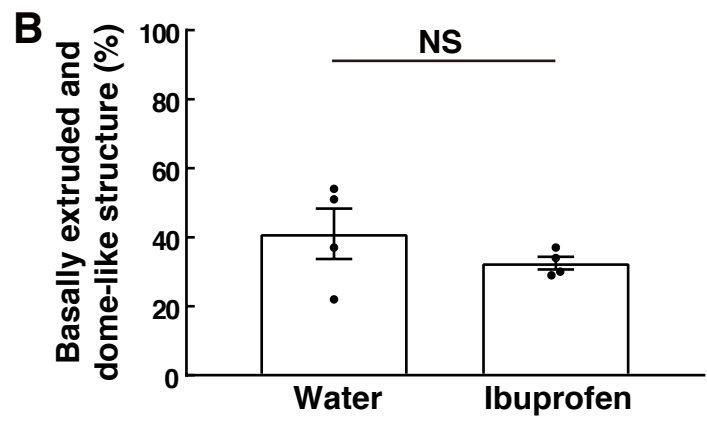 B
Basally extruded and
dome-like structure (%)
100
80
60
40
20
0
NS
Water
Ibuprofen